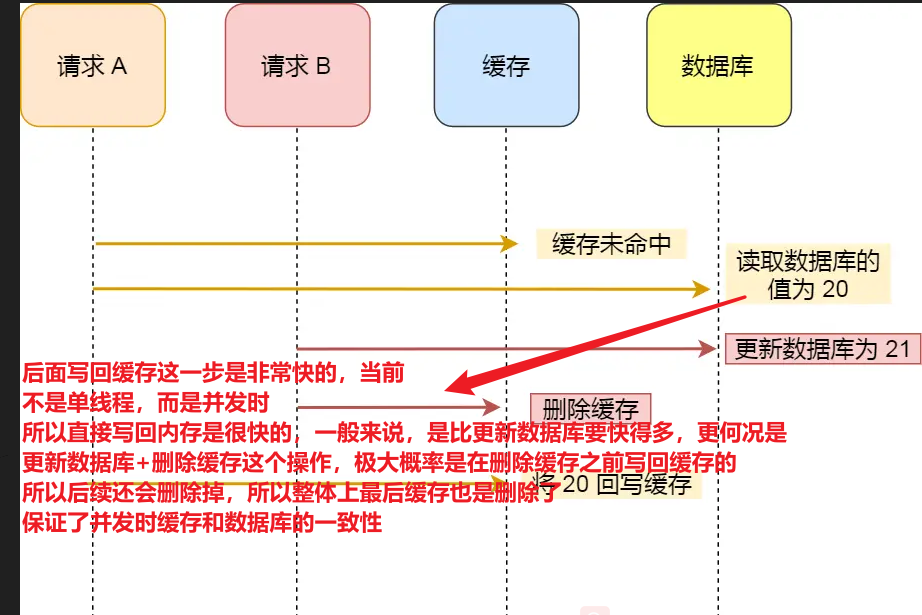 请求 A
请求 B
缓存
数据库
缓存未命中
读取数据库的
值为 20
更新数据库为 21
删除缓存
将 20 回写缓存
后面写回缓存这一步是非常快的，当前
不是单线程，而是并发时
所以直接写回内存是很快的，一般来说，是比更新数据库要快得多，更何况是
更新数据库+删除缓存这个操作，极大概率是在删除缓存之前写回缓存的
所以后续还会删除掉，所以整体上最后缓存也是删除了
保证了并发时缓存和数据库的一致性